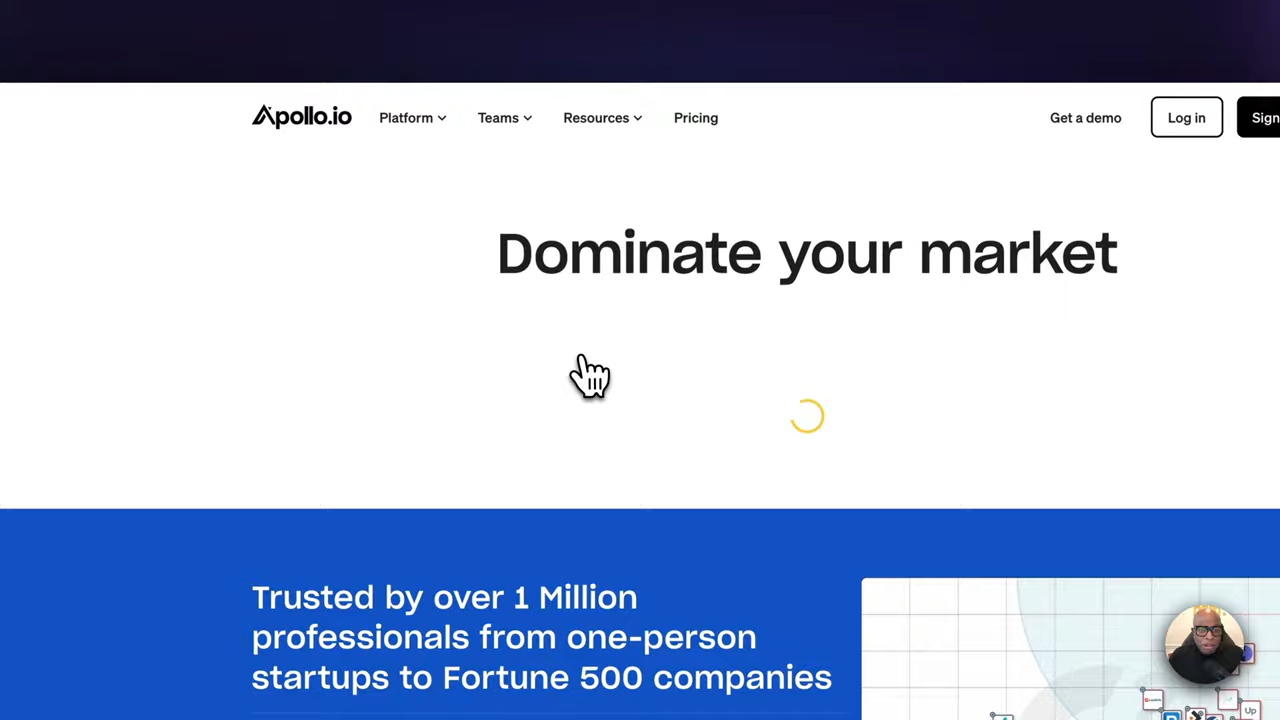 Apollo.io Platform Teams Resources Pricing Get a demo Log in Sign
Dominate your market
Trusted by over 1 Million
professionals from one-person
startups to Fortune 500 companies
Up